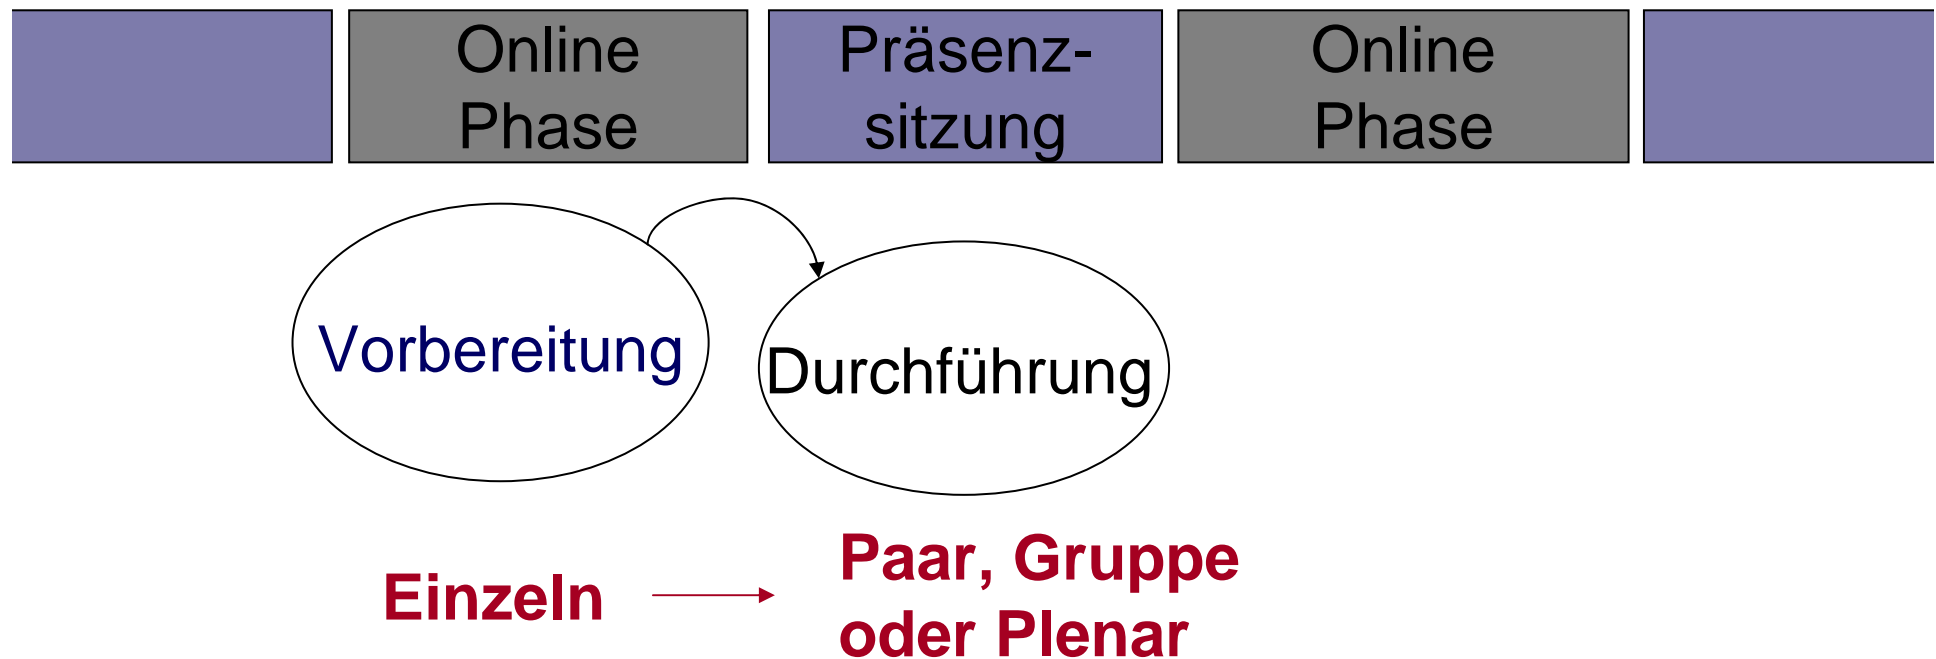 Online
Phase
Präsenz-
sitzung
Online
Phase
Vorbereitung
Durchführung
Einzeln
Paar, Gruppe
oder Plenar